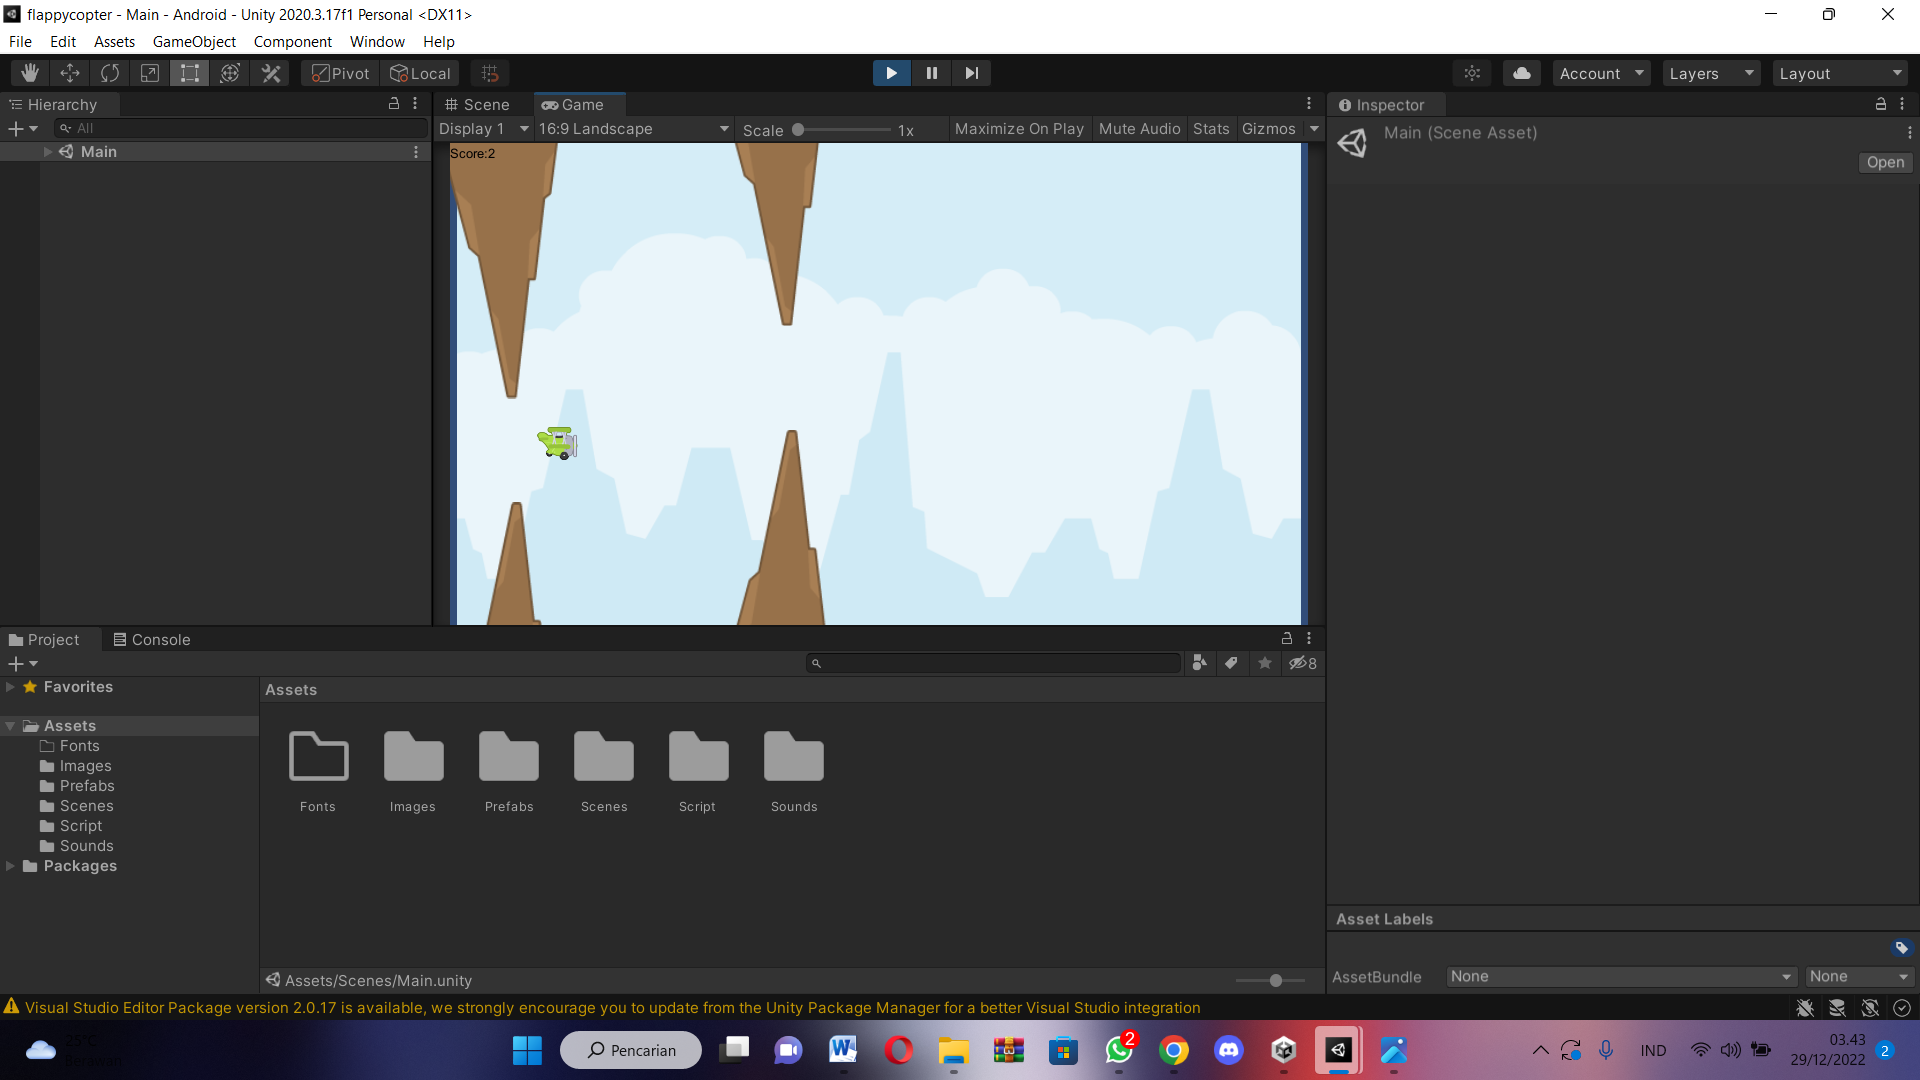 flappycopter - Main - Android - Unity 2020.3.17f1 Personal <DX11>
File Edit Assets GameObject Component Window Help
Pivot Local Account Layers Layout
Hierarchy
All
Main
Scene Game
Display 1 16:9 Landscape Scale 1x Maximize On Play Mute Audio Stats Gizmos
Score:2
Inspector
Main (Scene Asset)
Open
Project Console
8
Favorites
Assets
Fonts
Images
Prefabs
Scenes
Script
Sounds
Packages
Assets
Fonts Images Prefabs Scenes Script Sounds
Assets/Scenes/Main.unity
Asset Labels
AssetBundle None None
Visual Studio Editor Package version 2.0.17 is available, we strongly encourage you to update from the Unity Package Manager for a better Visual Studio integration
25°C
Pencarian
2
IND
03.43
29/12/2022
2